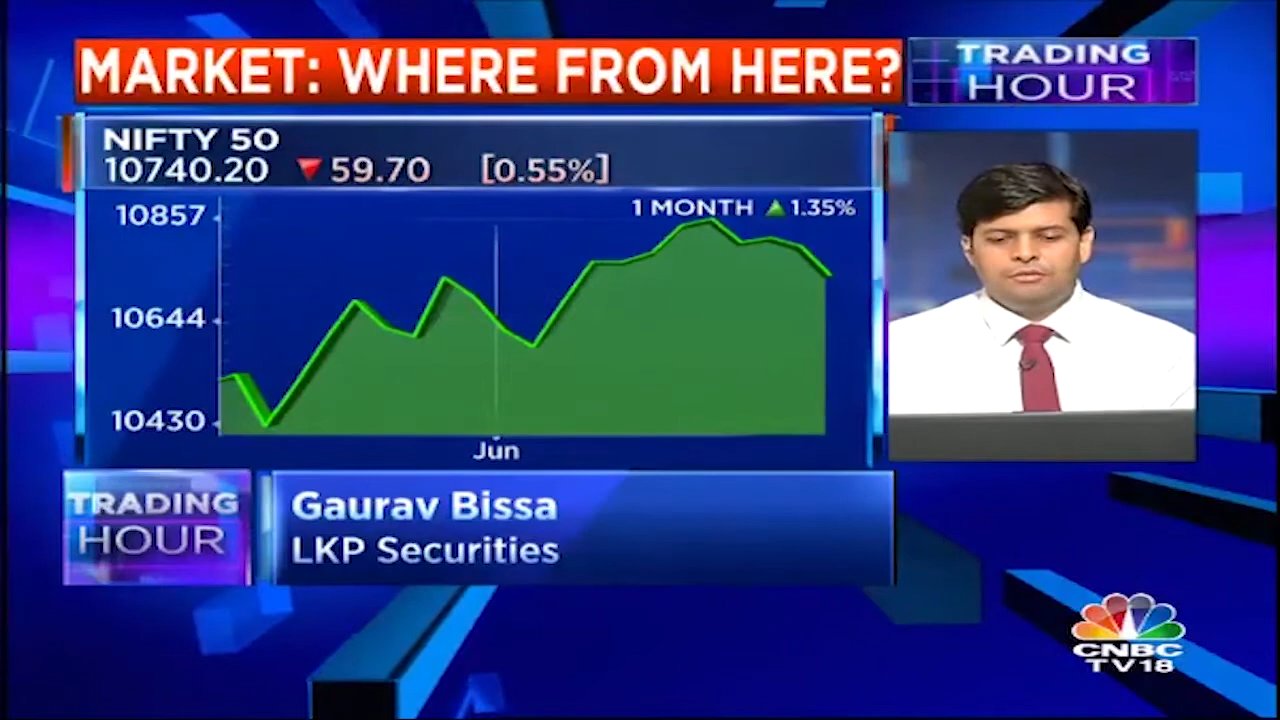 MARKET: WHERE FROM HERE?
TRADING
HOUR
NIFTY 50
10740.20 ▼ 59.70 [0.55%]
1 MONTH ▲ 1.35%
10857
10644
10430
Jun
TRADING
HOUR
Gaurav Bissa
LKP Securities
CNBC
TV18